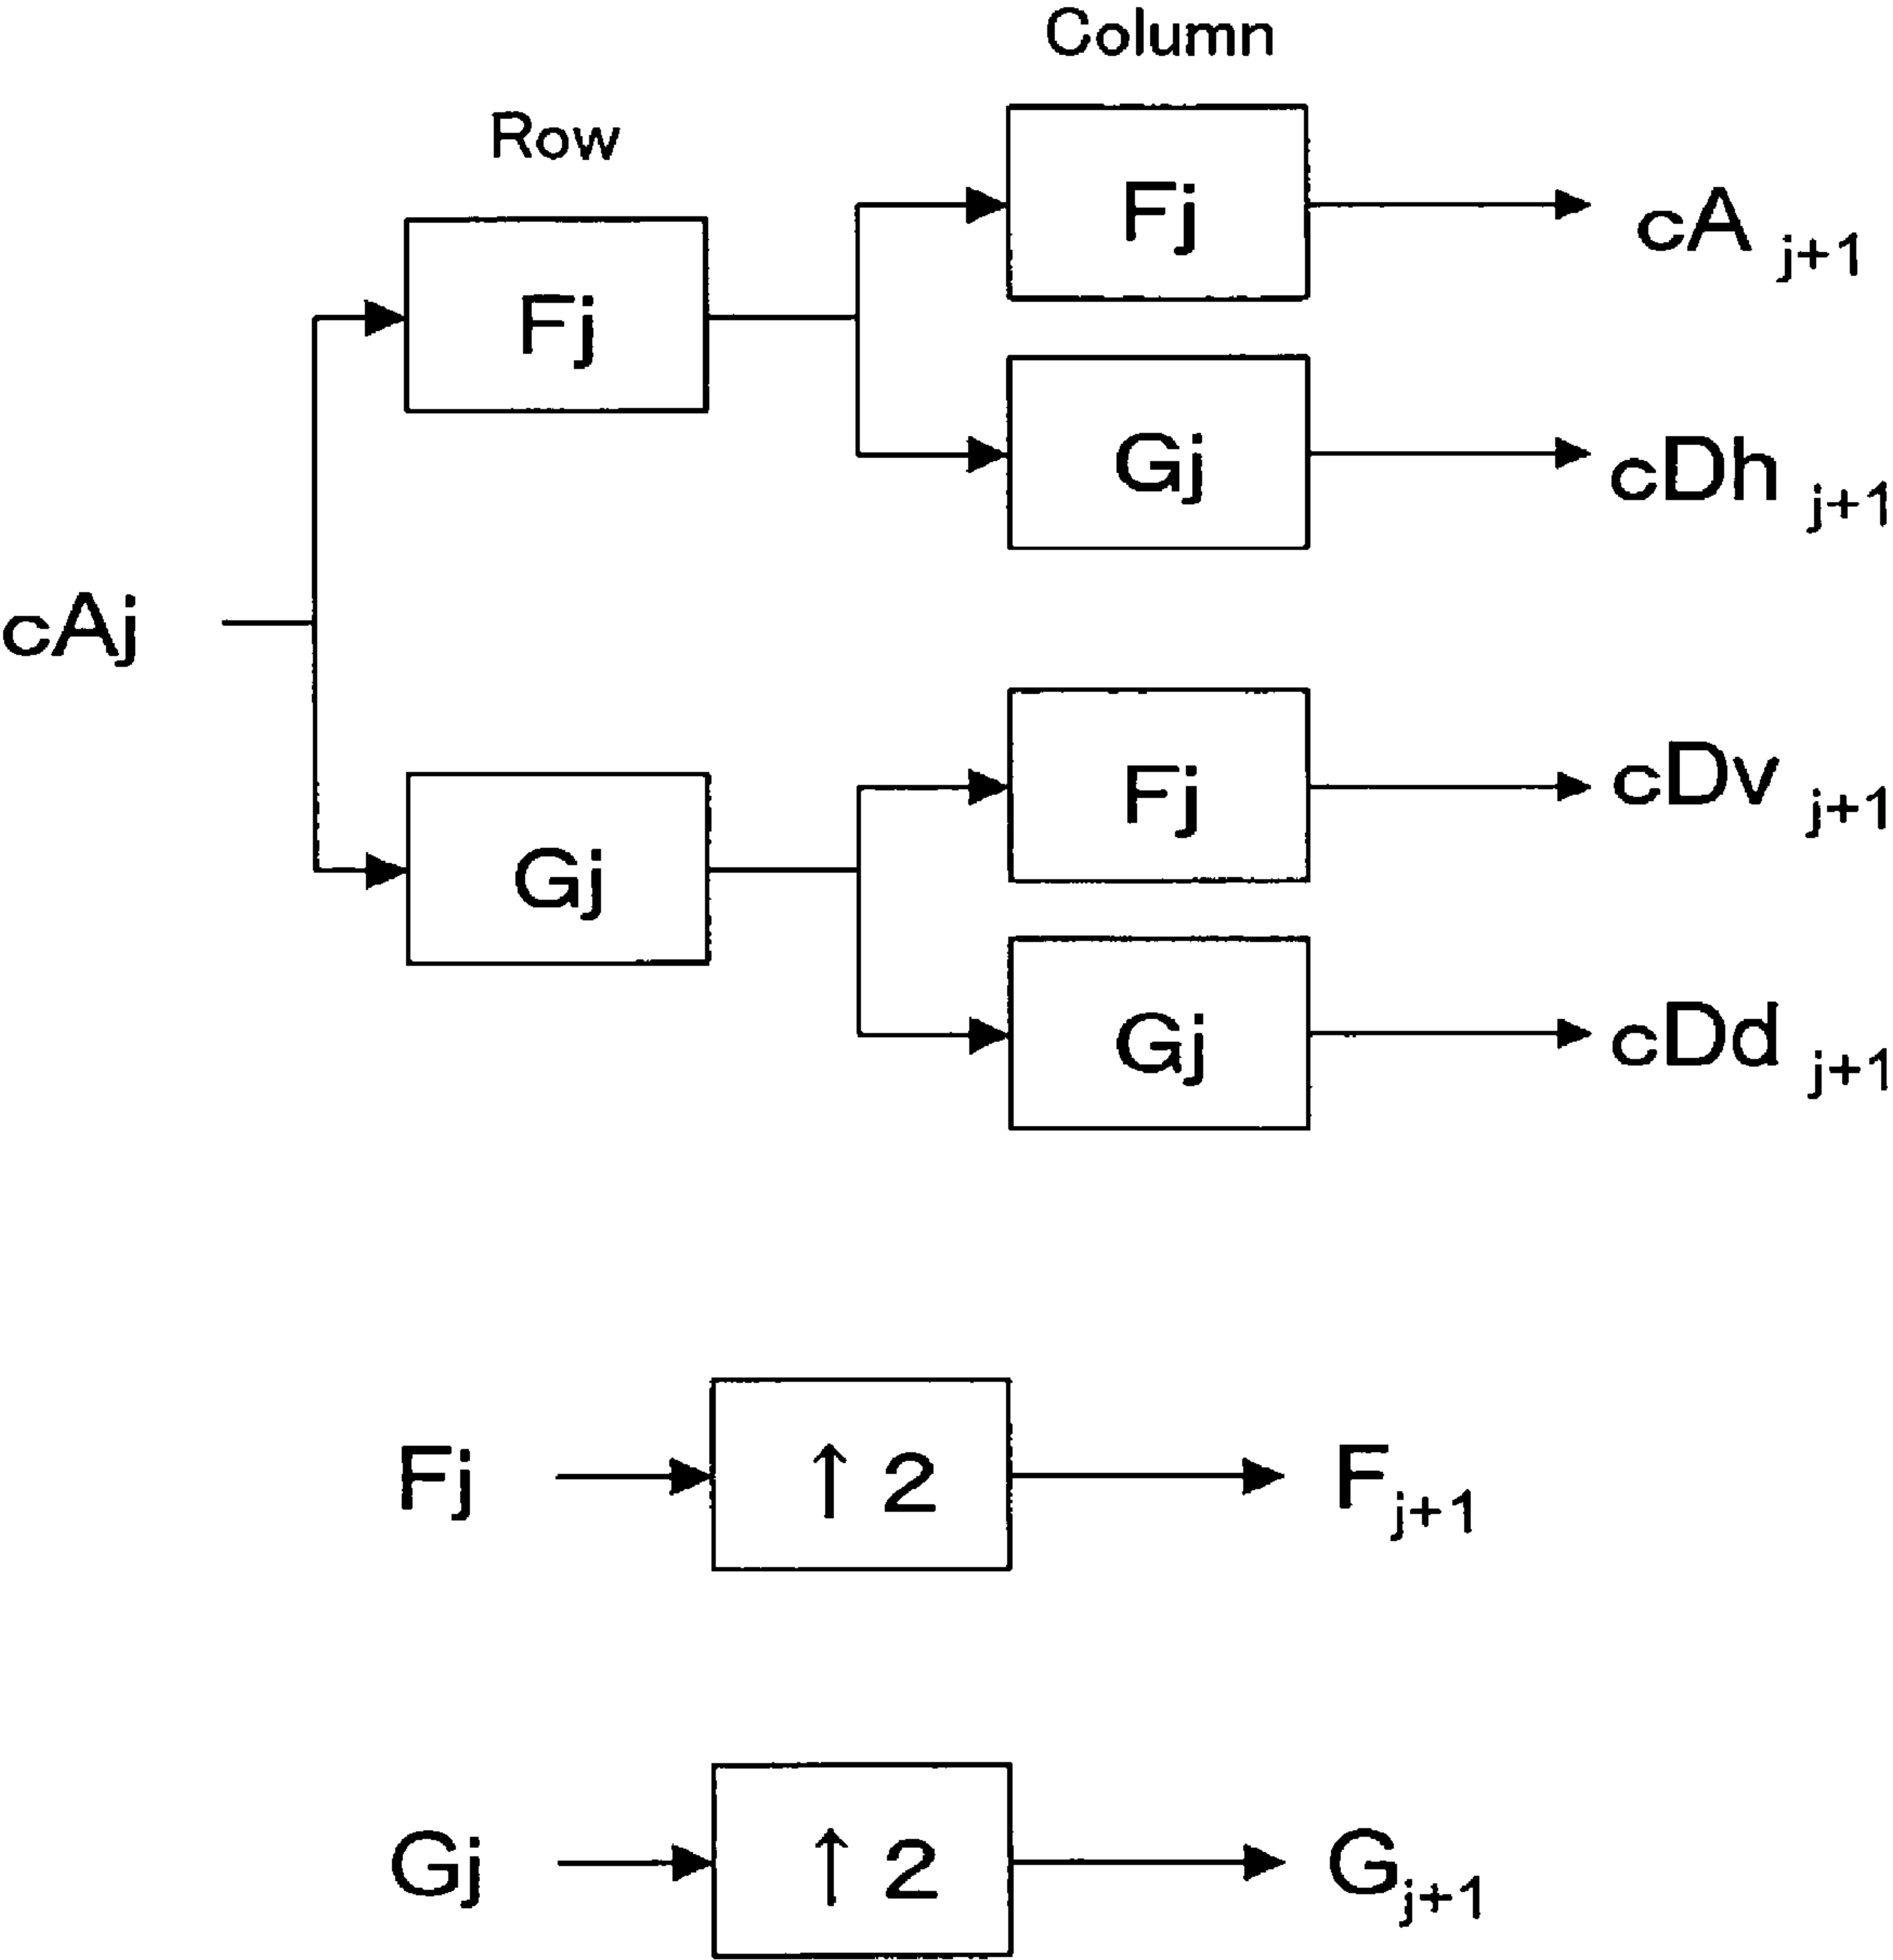 Column
Row
Fj
cA j+1
Fj
Gj
cDh j+1
cAj
Fj
cDv j+1
Gj
Gj
cDd j+1
Fj ↑ 2 Fj+1
Gj ↑ 2 Gj+1